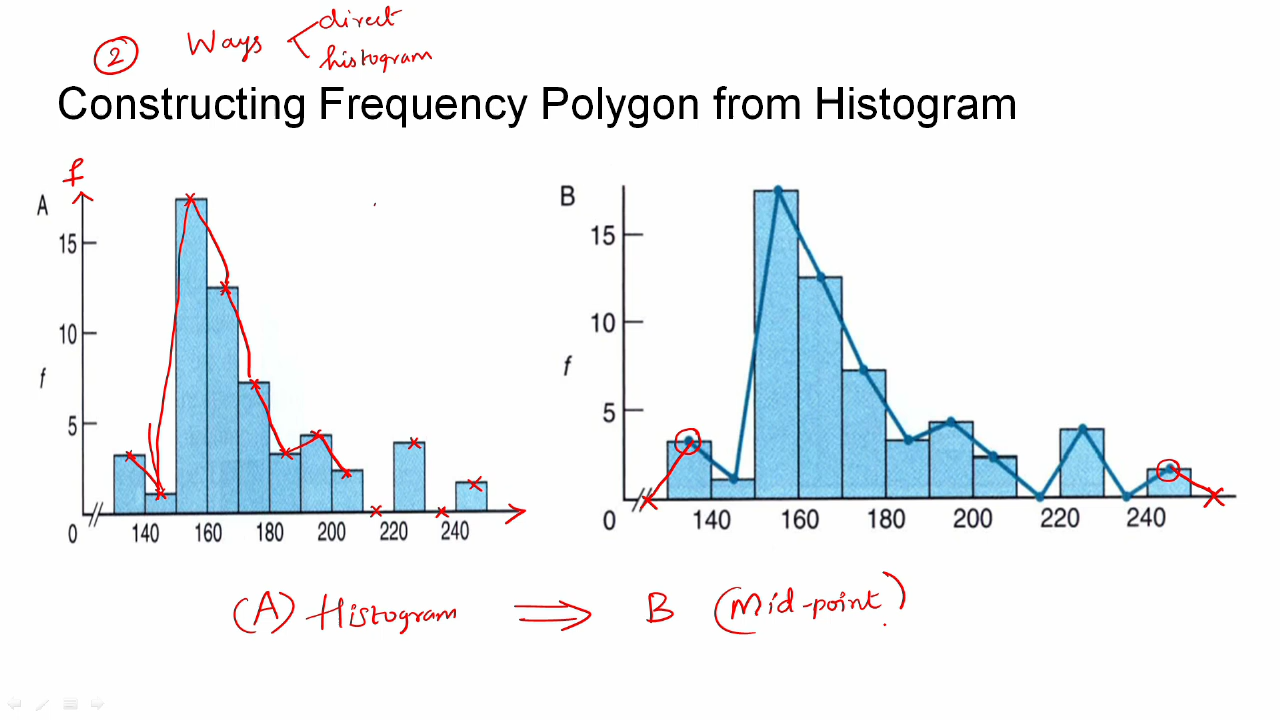 ② Ways direct
histogram
Constructing Frequency Polygon from Histogram
f
A
15
10
f
5
0 140 160 180 200 220 240
B
15
10
f
5
0 140 160 180 200 220 240
(A) Histogram ⟹ B (Mid-point)